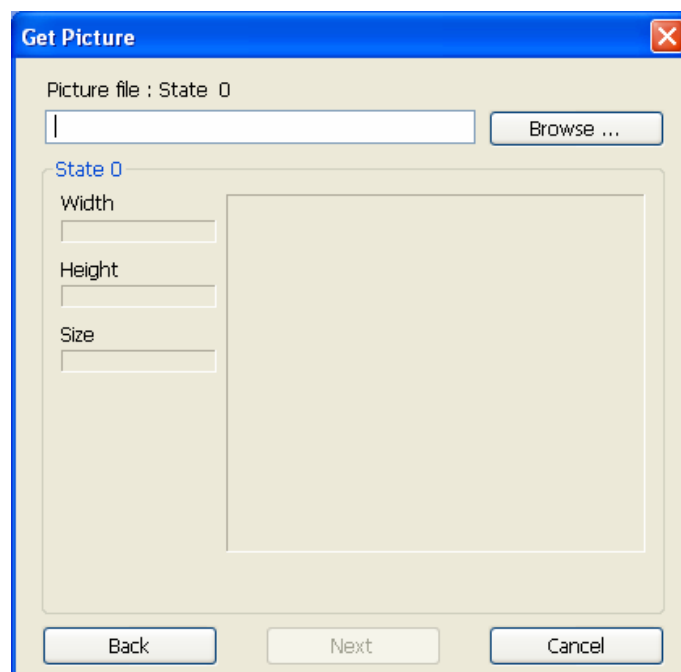 Get Picture
Picture file : State 0
Browse ...
State 0
Width
Height
Size
Back Next Cancel